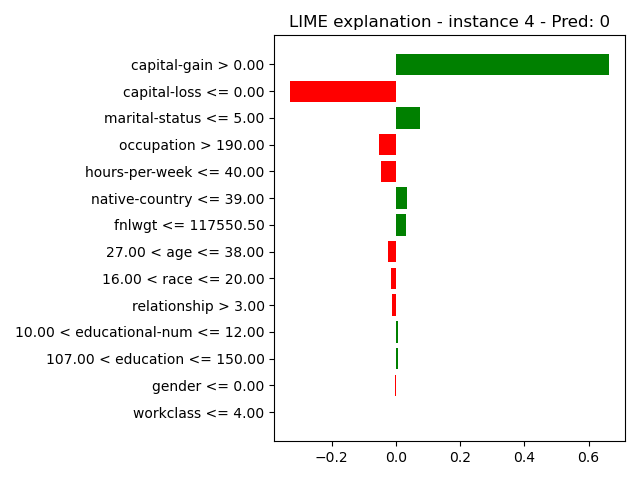 LIME explanation - instance 4 - Pred: 0
capital-gain > 0.00
capital-loss <= 0.00
marital-status <= 5.00
occupation > 190.00
hours-per-week <= 40.00
native-country <= 39.00
fnlwgt <= 117550.50
27.00 < age <= 38.00
16.00 < race <= 20.00
relationship > 3.00
10.00 < educational-num <= 12.00
107.00 < education <= 150.00
gender <= 0.00
workclass <= 4.00
−0.2 0.0 0.2 0.4 0.6